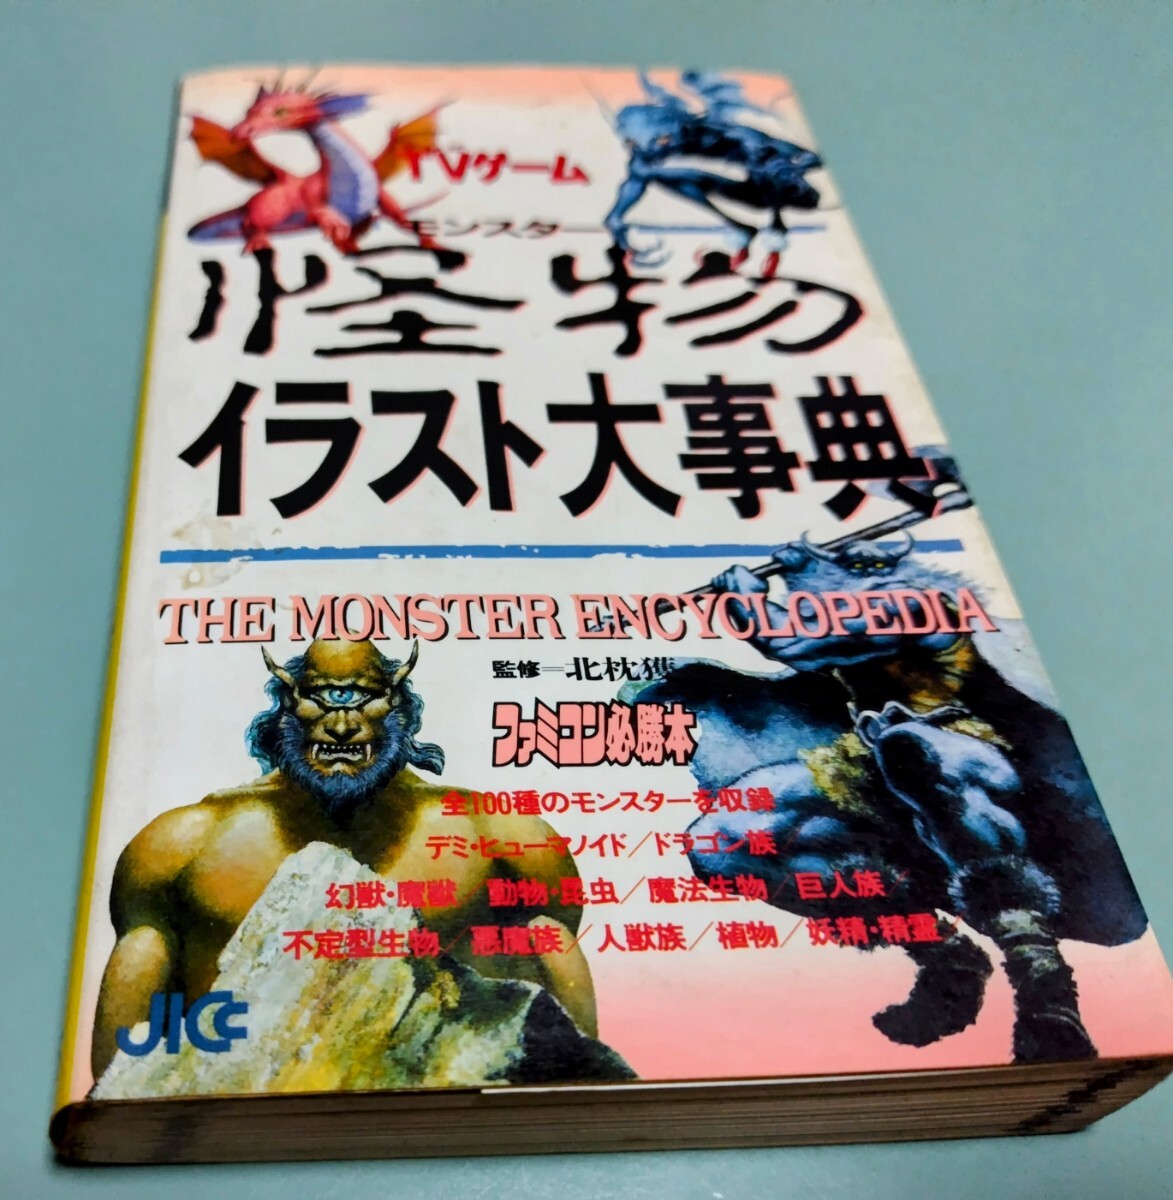 TVゲーム
モンスター
怪物
イラスト大事典
THE MONSTER ENCYCLOPEDIA
監修=北枕獲
ファミコン必勝本
全100種のモンスターを収録
デミ・ヒューマノイド/ドラゴン族/
幻獣・魔獣/動物・昆虫/魔法生物/巨人族/
不定型生物/悪魔族/人獣族/植物/妖精・精霊/
JICC